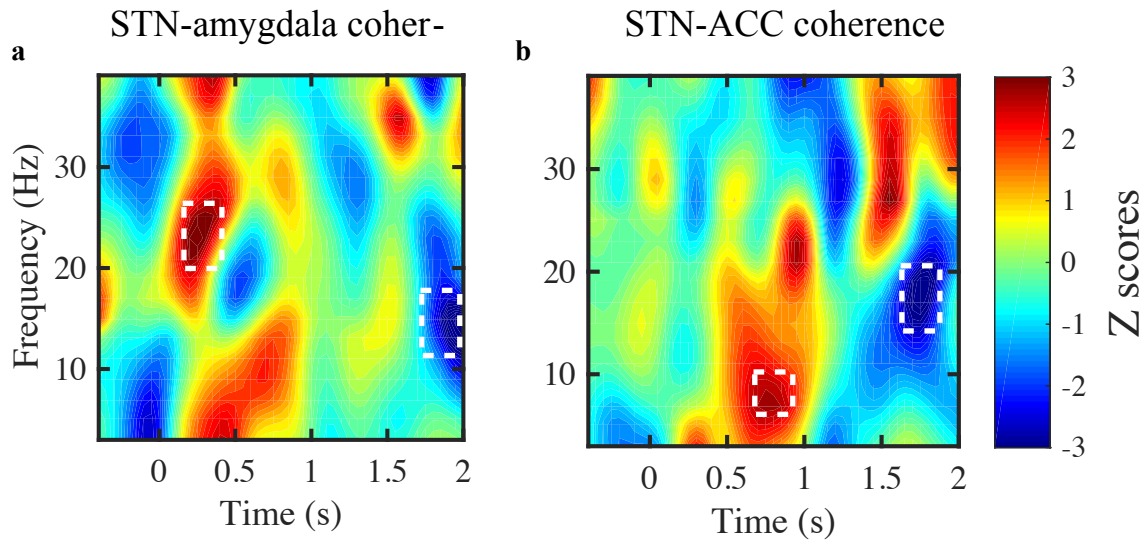 STN-amygdala coher-
STN-ACC coherence
a
b
Frequency (Hz)
30
20
10
0
0.5
1
1.5
2
Time (s)
30
20
10
0
0.5
1
1.5
2
Time (s)
3
2
1
0
-1
-2
-3
Z scores